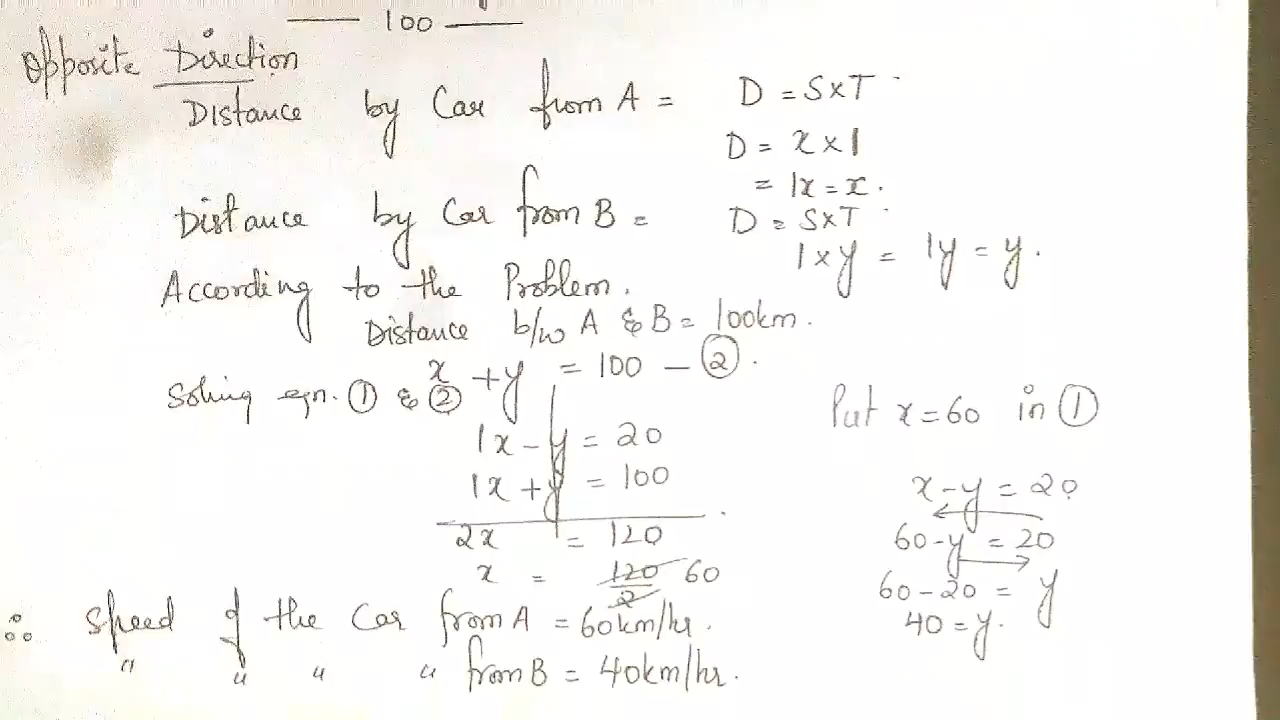 100
Opposite Direction
Distance by Car from A = D = S×T
D = x × 1
= 1x = x.
Distance by Car from B = D = S×T
1×y = 1y = y.
According to the Problem.
Distance b/w A & B = 100km.
x + y = 100 — ②.
Solving eqn. ① & ②
1x - y = 20
1x + y = 100
2x = 120
x = 120/2 60
Put x = 60 in ①
x - y = 20
60 - y = 20
60 - 20 = y
40 = y.
∴ Speed of the Car from A = 60km/hr.
" " " " from B = 40km/hr.